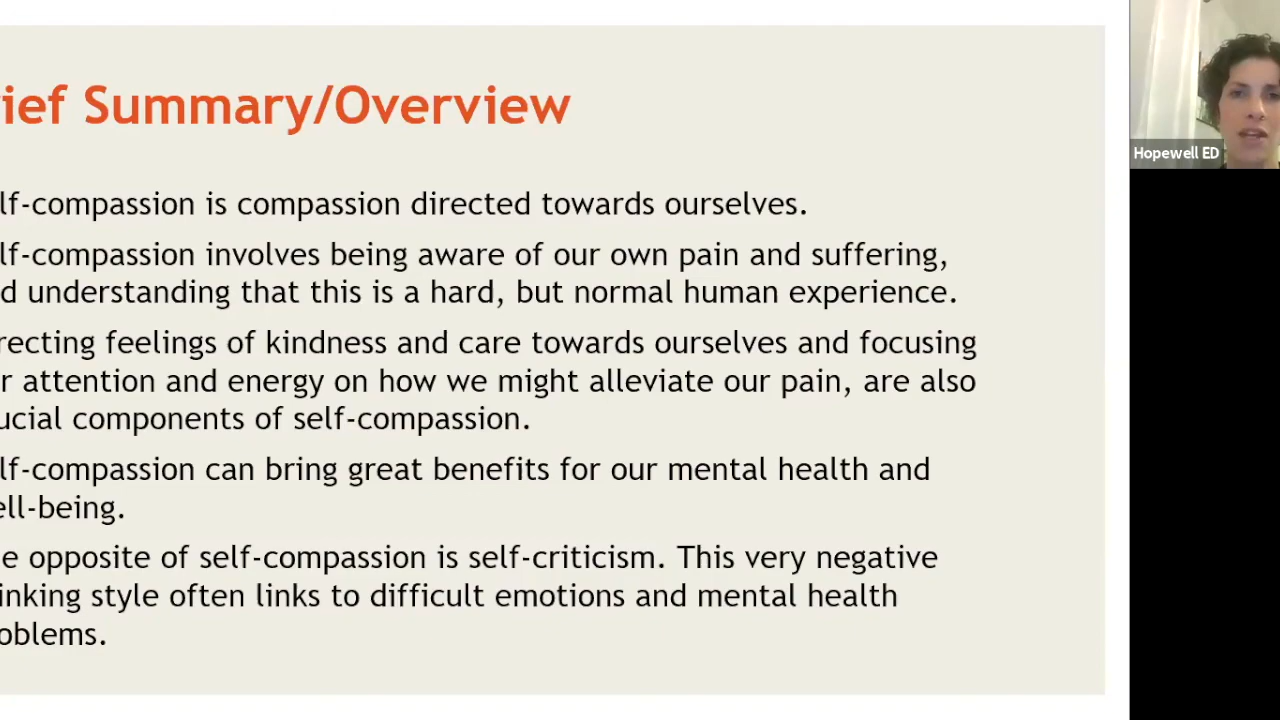 ief Summary/Overview
lf-compassion is compassion directed towards ourselves.
lf-compassion involves being aware of our own pain and suffering,
d understanding that this is a hard, but normal human experience.
recting feelings of kindness and care towards ourselves and focusing
r attention and energy on how we might alleviate our pain, are also
ucial components of self-compassion.
lf-compassion can bring great benefits for our mental health and
ell-being.
e opposite of self-compassion is self-criticism. This very negative
inking style often links to difficult emotions and mental health
oblems.
Hopewell ED